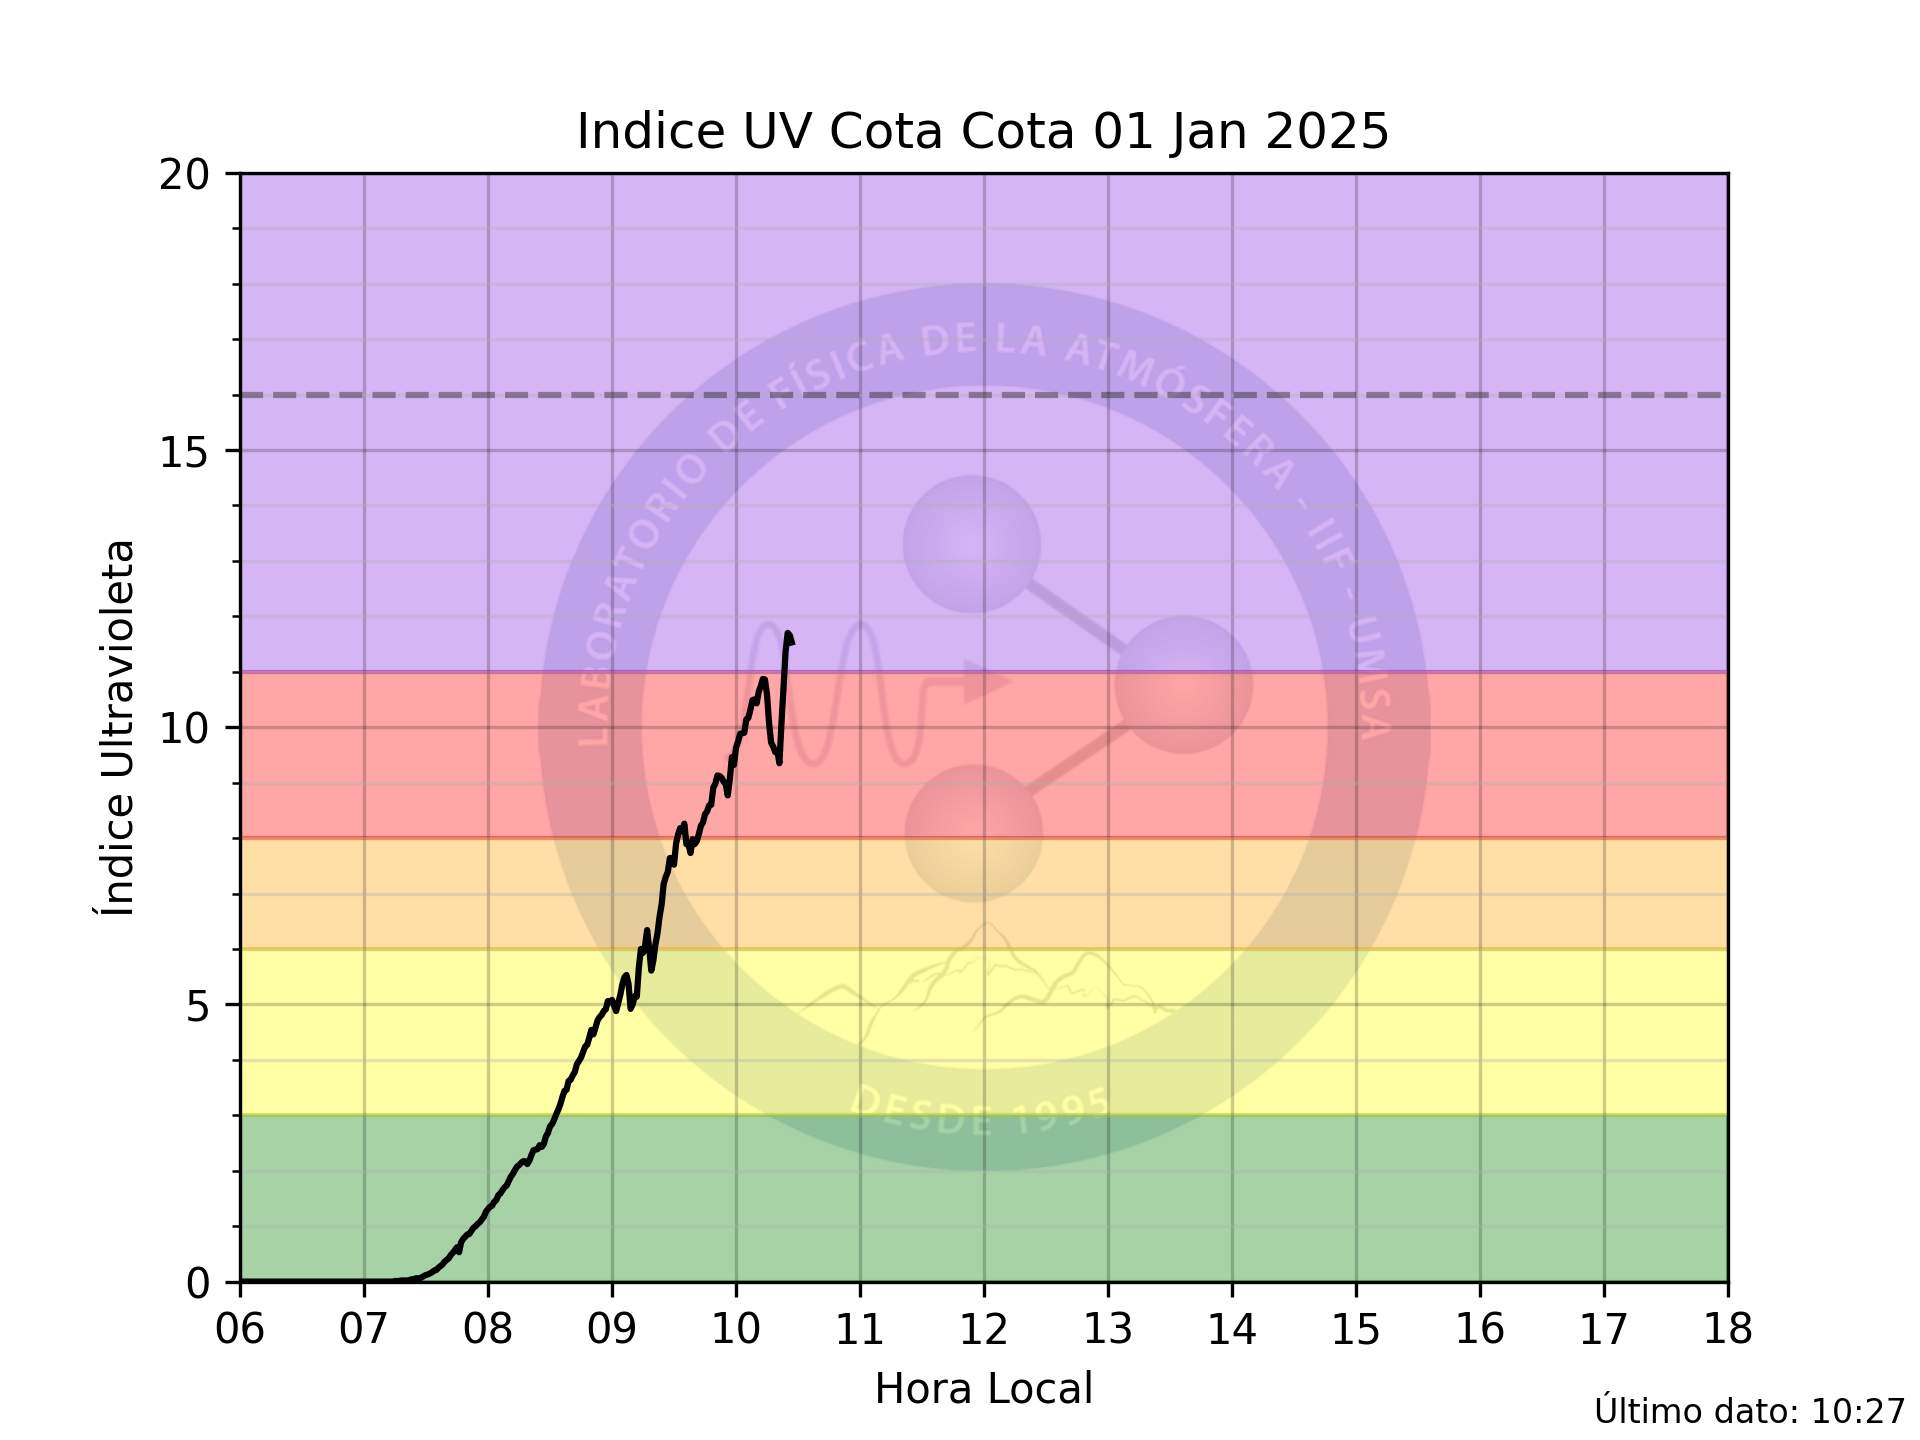 Indice UV Cota Cota 01 Jan 2025
20
15
10
5
0
Índice Ultravioleta
LABORATORIO DE FÍSICA DE LA ATMÓSFERA - IIF - UMSA
DESDE 1995
06 07 08 09 10 11 12 13 14 15 16 17 18
Hora Local
Último dato: 10:27